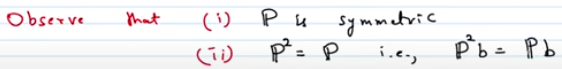 Observe that (i) P is symmetric
(ii) P² = P i.e., P²b = Pb